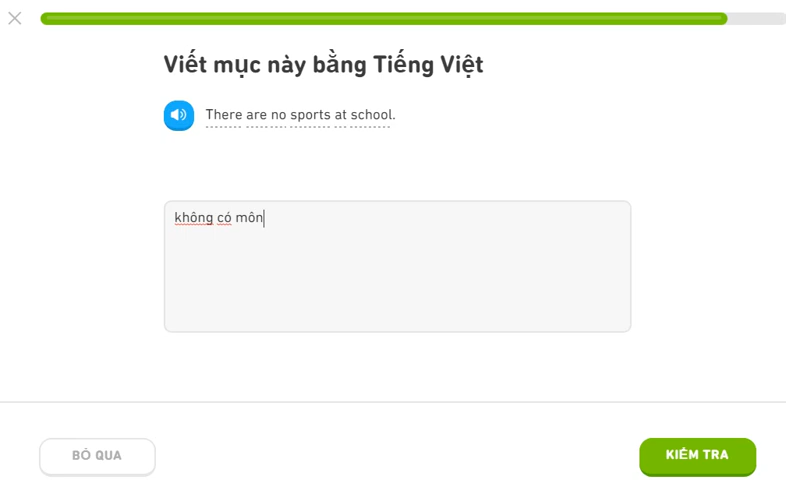 Viết mục này bằng Tiếng Việt
There are no sports at school.
không có môn
BỎ QUA
KIỂM TRA